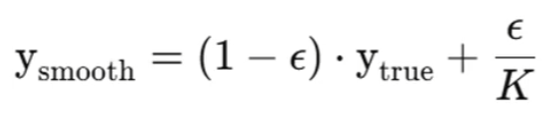 y_smooth = (1 − ϵ) · y_true + ϵ/K